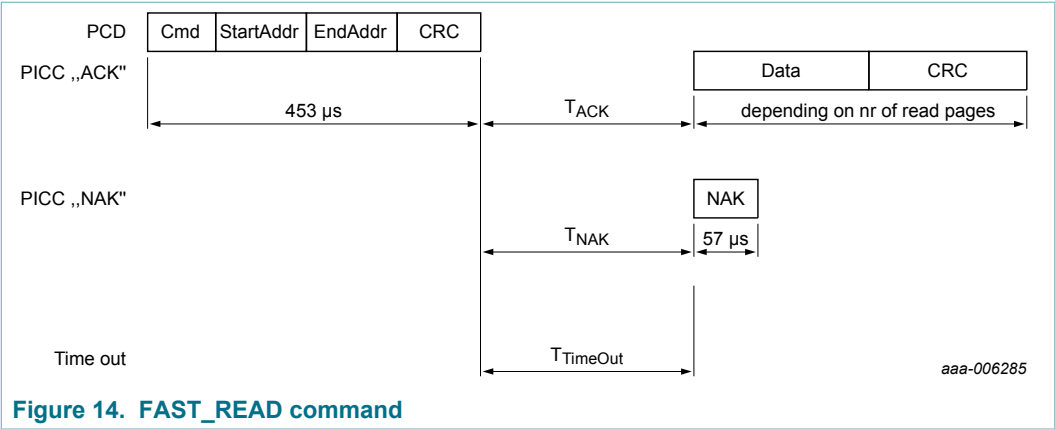 PCD Cmd StartAddr EndAddr CRC
PICC ,,ACK" Data CRC
453 µs TACK depending on nr of read pages
PICC ,,NAK" NAK
TNAK 57 µs
Time out TTimeOut aaa-006285
Figure 14. FAST_READ command